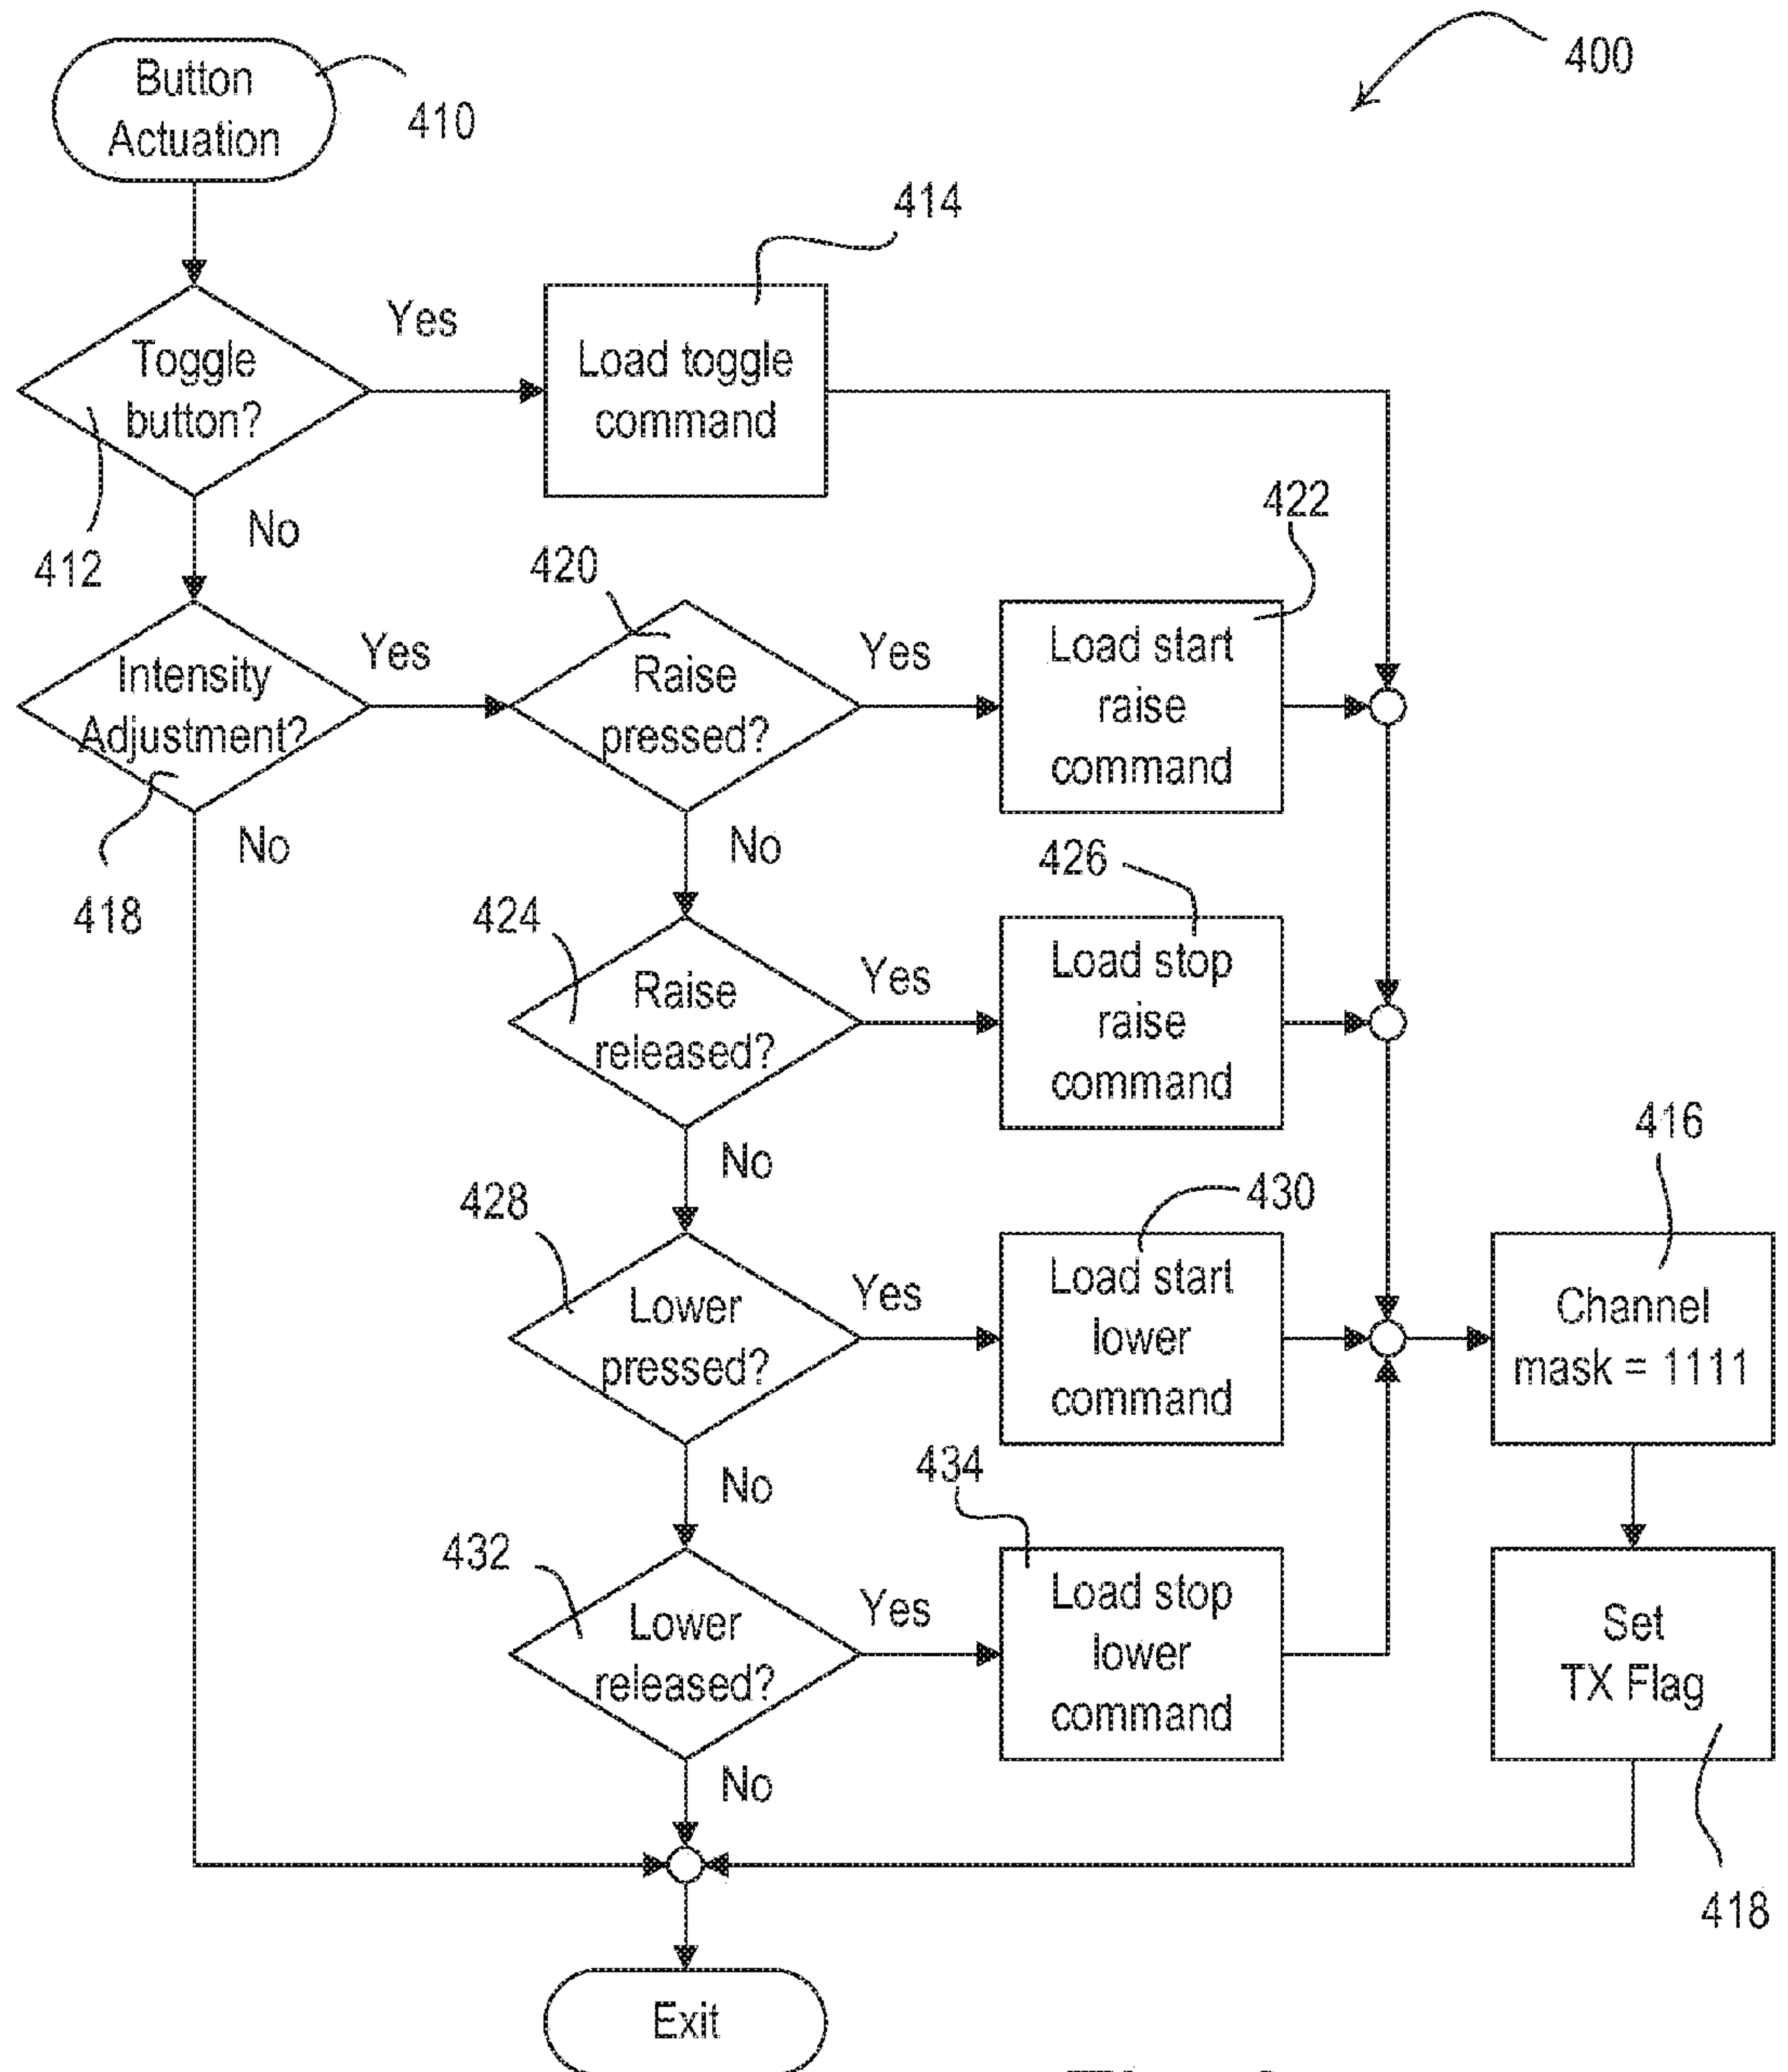 400
Button
Actuation
410
414
Toggle
button?
Yes
Load toggle
command
412
No
420
422
Intensity
Adjustment?
Yes
Raise
pressed?
Yes
Load start
raise
command
418
No
No
424
426
Raise
released?
Yes
Load stop
raise
command
No
428
430
416
Lower
pressed?
Yes
Load start
lower
command
Channel
mask = 1111
No
434
432
Lower
released?
Yes
Load stop
lower
command
Set
TX Flag
No
418
Exit